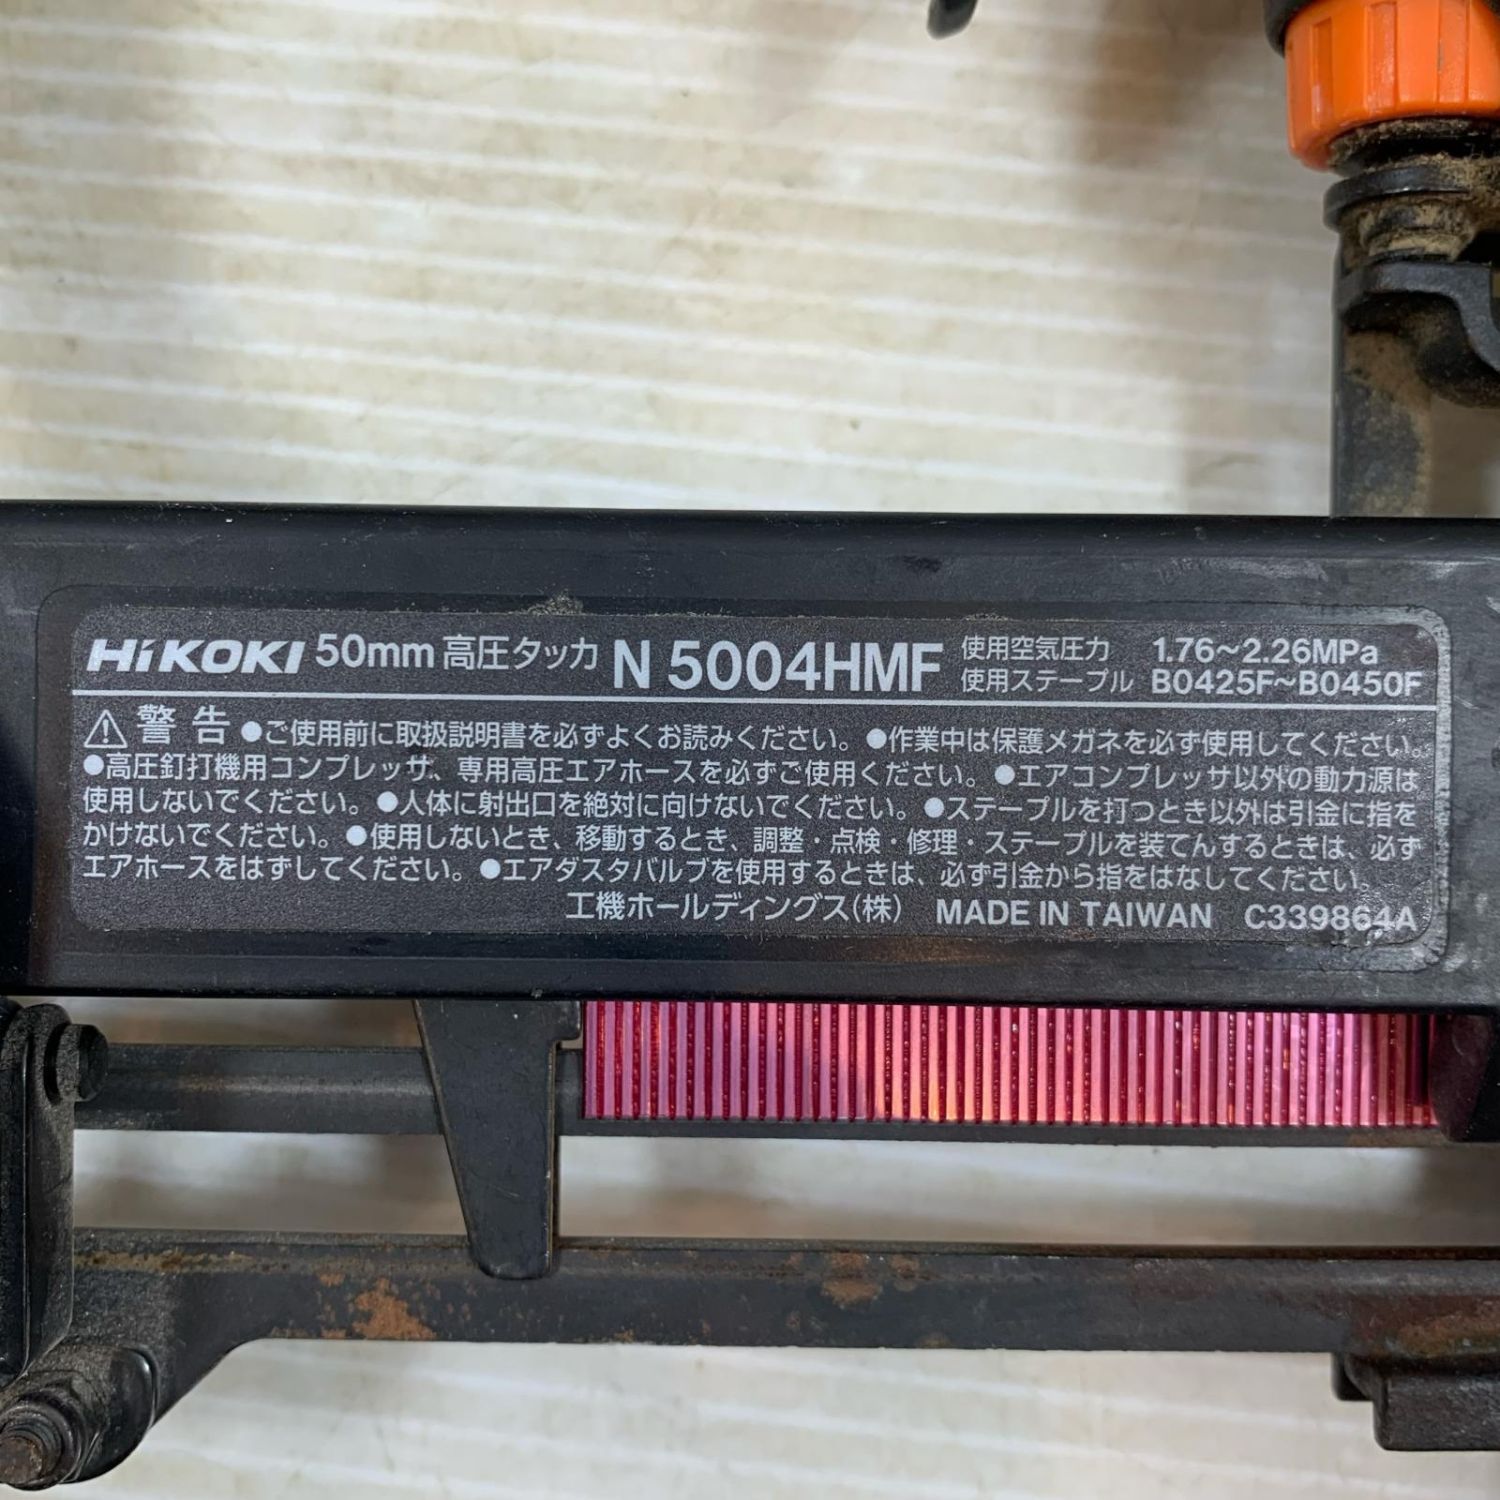 HiKOKI 50mm 高圧タッカ N 5004HMF 使用空気圧力 1.76～2.26MPa
使用ステープル B0425F～B0450F
⚠ 警告 ●ご使用前に取扱説明書を必ずよくお読みください。●作業中は保護メガネを必ず使用してください。
●高圧釘打機用コンプレッサ、専用高圧エアホースを必ずご使用ください。●エアコンプレッサ以外の動力源は
使用しないでください。●人体に射出口を絶対に向けないでください。●ステープルを打つとき以外は引金に指を
かけないでください。●使用しないとき、移動するとき、調整・点検・修理・ステープルを装てんするときは、必ず
エアホースをはずしてください。●エアダスタバルブを使用するときは、必ず引金から指をはなしてください。
工機ホールディングス(株) MADE IN TAIWAN C339864A